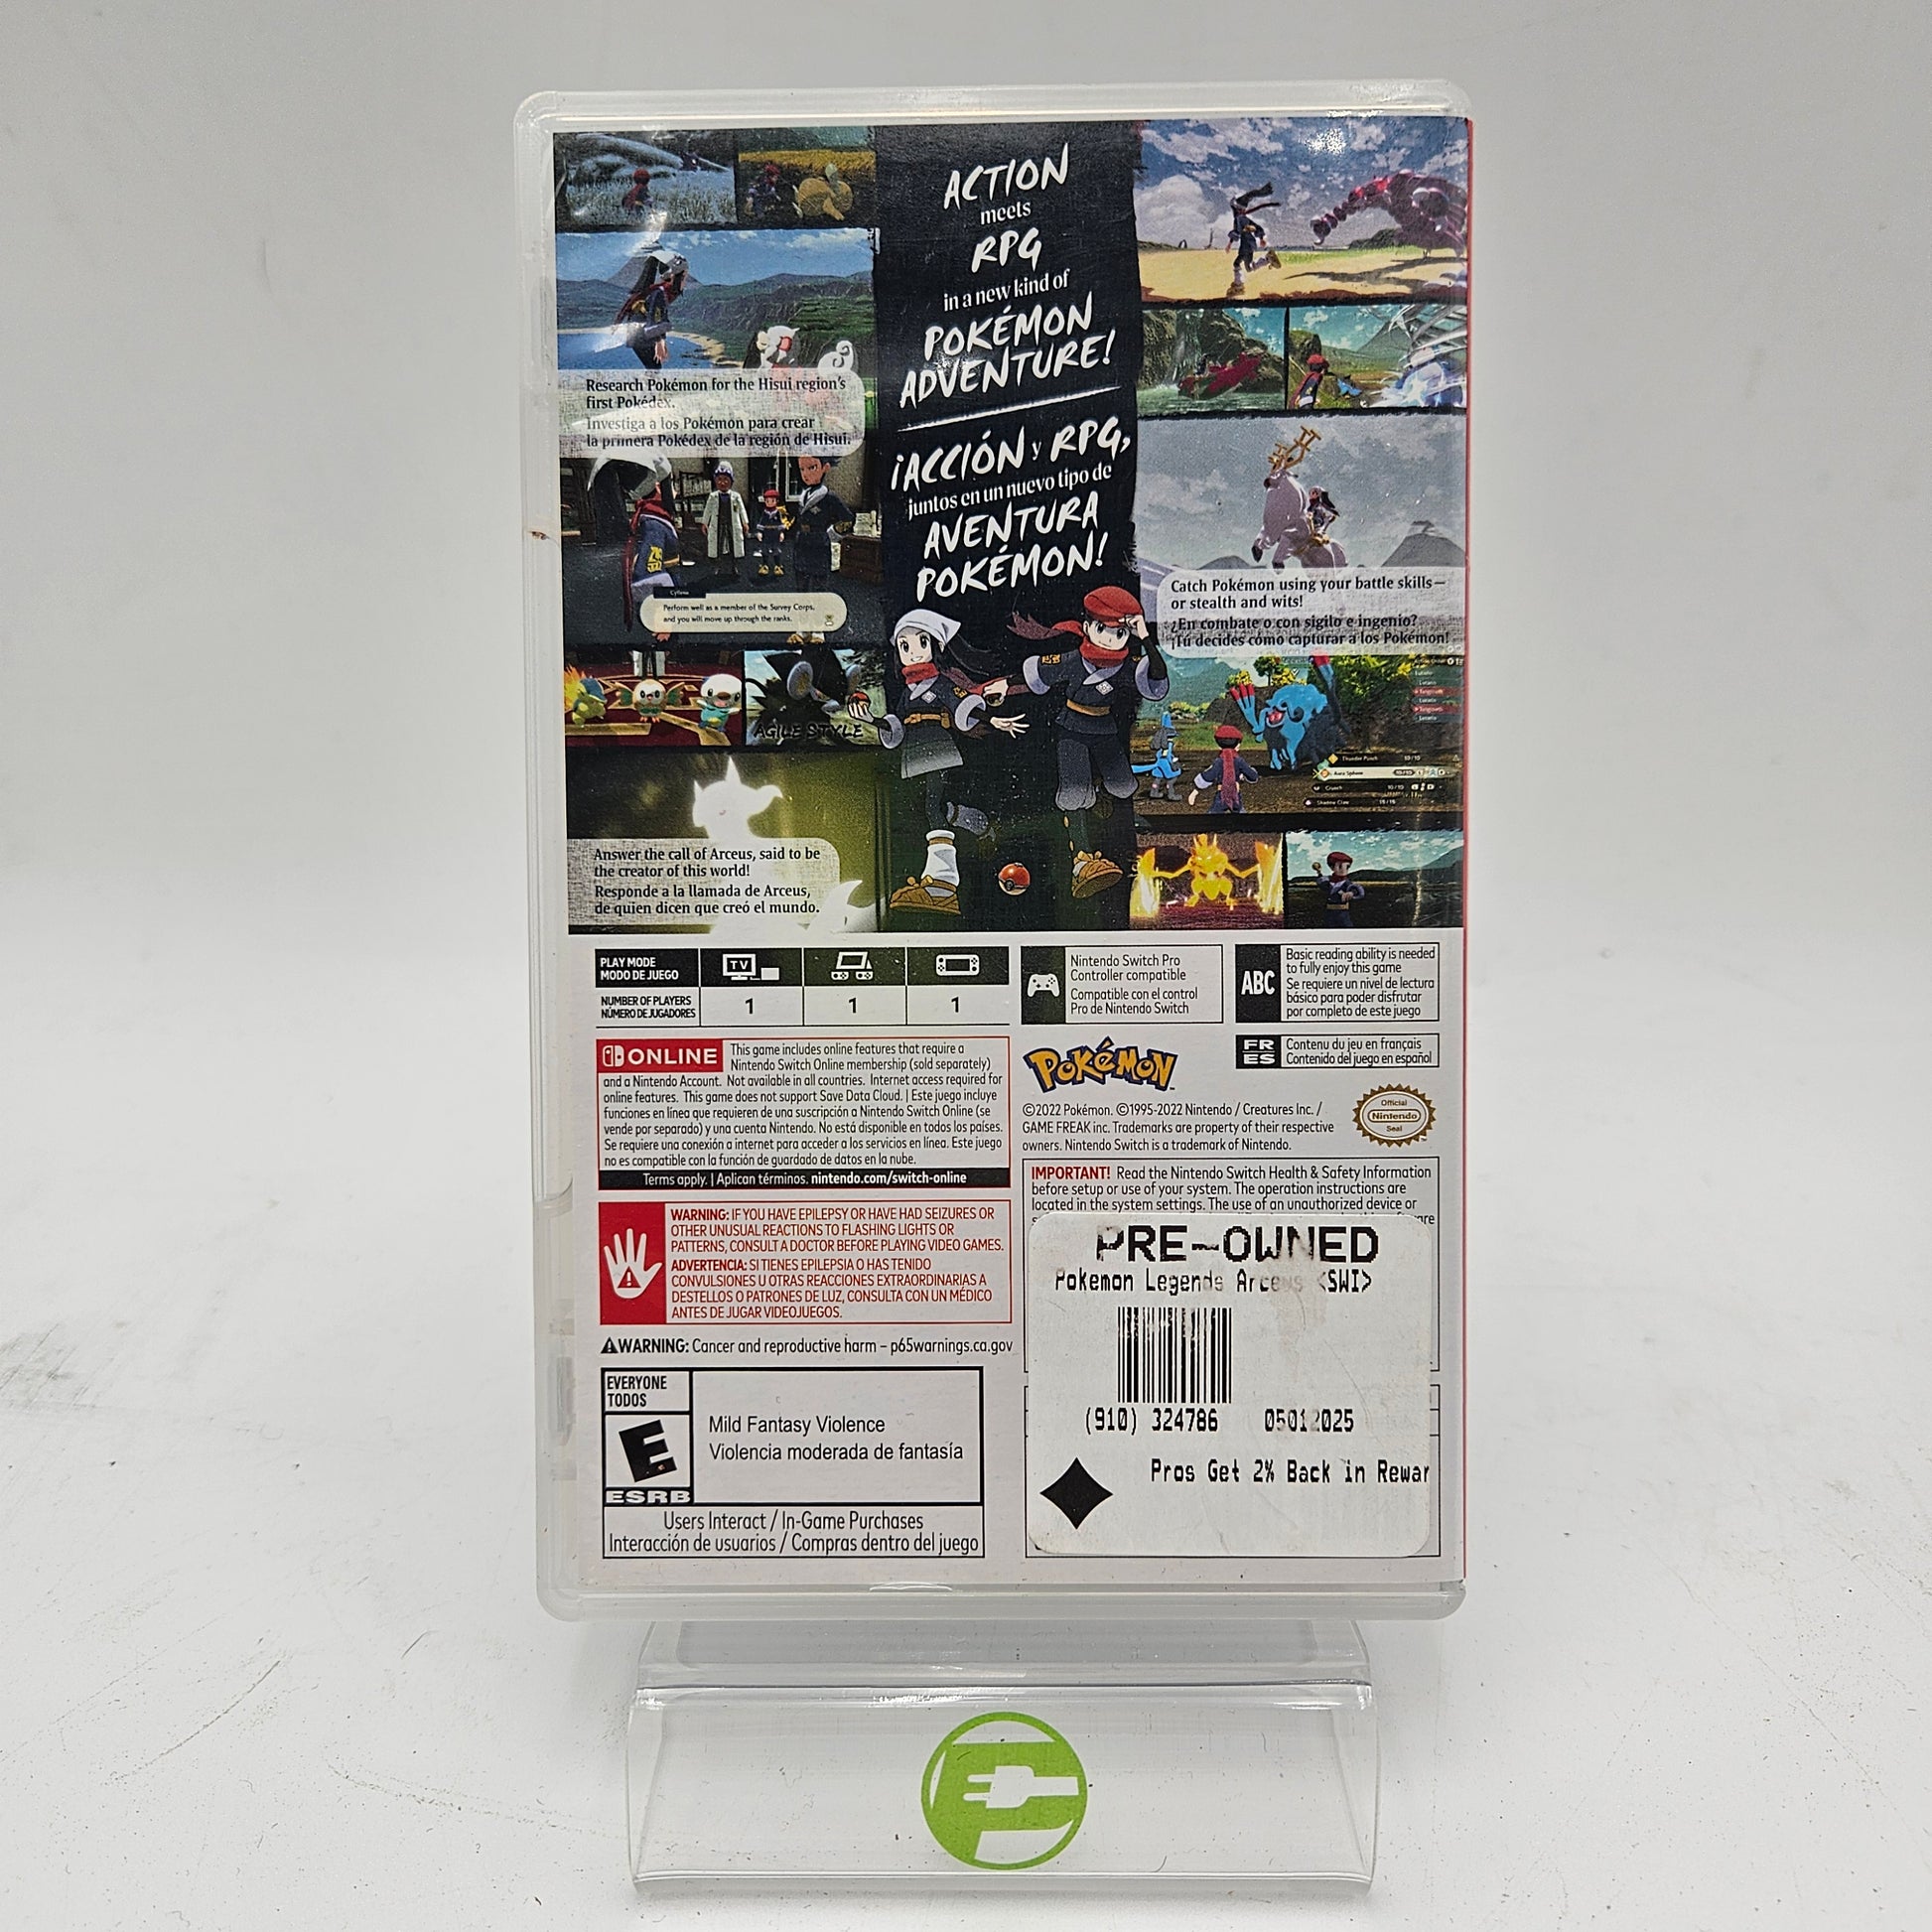 ACTION
meets
RPG
in a new kind of
POKÉMON
ADVENTURE!
¡ACCIÓN y RPG,
juntos en un nuevo tipo de
AVENTURA
POKÉMON!
Research Pokémon for the Hisui region's
first Pokédex.
Investiga a los Pokémon para crear
la primera Pokédex de la región de Hisui.
Cyllene
Perform well as a member of the Survey Corps,
and you will move up through the ranks.
AGILE STYLE
Answer the call of Arceus, said to be
the creator of this world!
Responde a la llamada de Arceus,
de quien dicen que creó el mundo.
Catch Pokémon using your battle skills—
or stealth and wits!
¿En combate o con sigilo e ingenio?
¡Tú decides cómo capturar a los Pokémon!
Thunder Punch 10/10
Aura Sphere 10/10
Crunch 10/10
Shadow Claw 15/15
PLAY MODE
MODO DE JUEGO
TV
NUMBER OF PLAYERS
NÚMERO DE JUGADORES
1 1 1
Nintendo Switch Pro
Controller compatible
Compatible con el control
Pro de Nintendo Switch
ABC
Basic reading ability is needed
to fully enjoy this game
Se requiere un nivel de lectura
básico para poder disfrutar
por completo de este juego
FR
ES
Contenu du jeu en français
Contenido del juego en español
ONLINE
This game includes online features that require a
Nintendo Switch Online membership (sold separately)
and a Nintendo Account. Not available in all countries. Internet access required for
online features. This game does not support Save Data Cloud. | Este juego incluye
funciones en línea que requieren de una suscripción a Nintendo Switch Online (se
vende por separado) y una cuenta Nintendo. No está disponible en todos los países.
Se requiere una conexión a internet para acceder a los servicios en línea. Este juego
no es compatible con la función de guardado de datos en la nube.
Terms apply. | Aplican términos. nintendo.com/switch-online
POKéMON
©2022 Pokémon. ©1995-2022 Nintendo / Creatures Inc. /
GAME FREAK inc. Trademarks are property of their respective
owners. Nintendo Switch is a trademark of Nintendo.
Official
Nintendo
Seal
IMPORTANT! Read the Nintendo Switch Health & Safety Information
before setup or use of your system. The operation instructions are
located in the system settings. The use of an unauthorized device or
WARNING: IF YOU HAVE EPILEPSY OR HAVE HAD SEIZURES OR
OTHER UNUSUAL REACTIONS TO FLASHING LIGHTS OR
PATTERNS, CONSULT A DOCTOR BEFORE PLAYING VIDEO GAMES.
ADVERTENCIA: SI TIENES EPILEPSIA O HAS TENIDO
CONVULSIONES U OTRAS REACCIONES EXTRAORDINARIAS A
DESTELLOS O PATRONES DE LUZ, CONSULTA CON UN MÉDICO
ANTES DE JUGAR VIDEOJUEGOS.
WARNING: Cancer and reproductive harm – p65warnings.ca.gov
EVERYONE
TODOS
E
ESRB
Mild Fantasy Violence
Violencia moderada de fantasía
Users Interact / In-Game Purchases
Interacción de usuarios / Compras dentro del juego
PRE-OWNED
Pokemon Legends Arceus <SWI>
(910) 324786 05012025
Pros Get 2% Back in Rewar